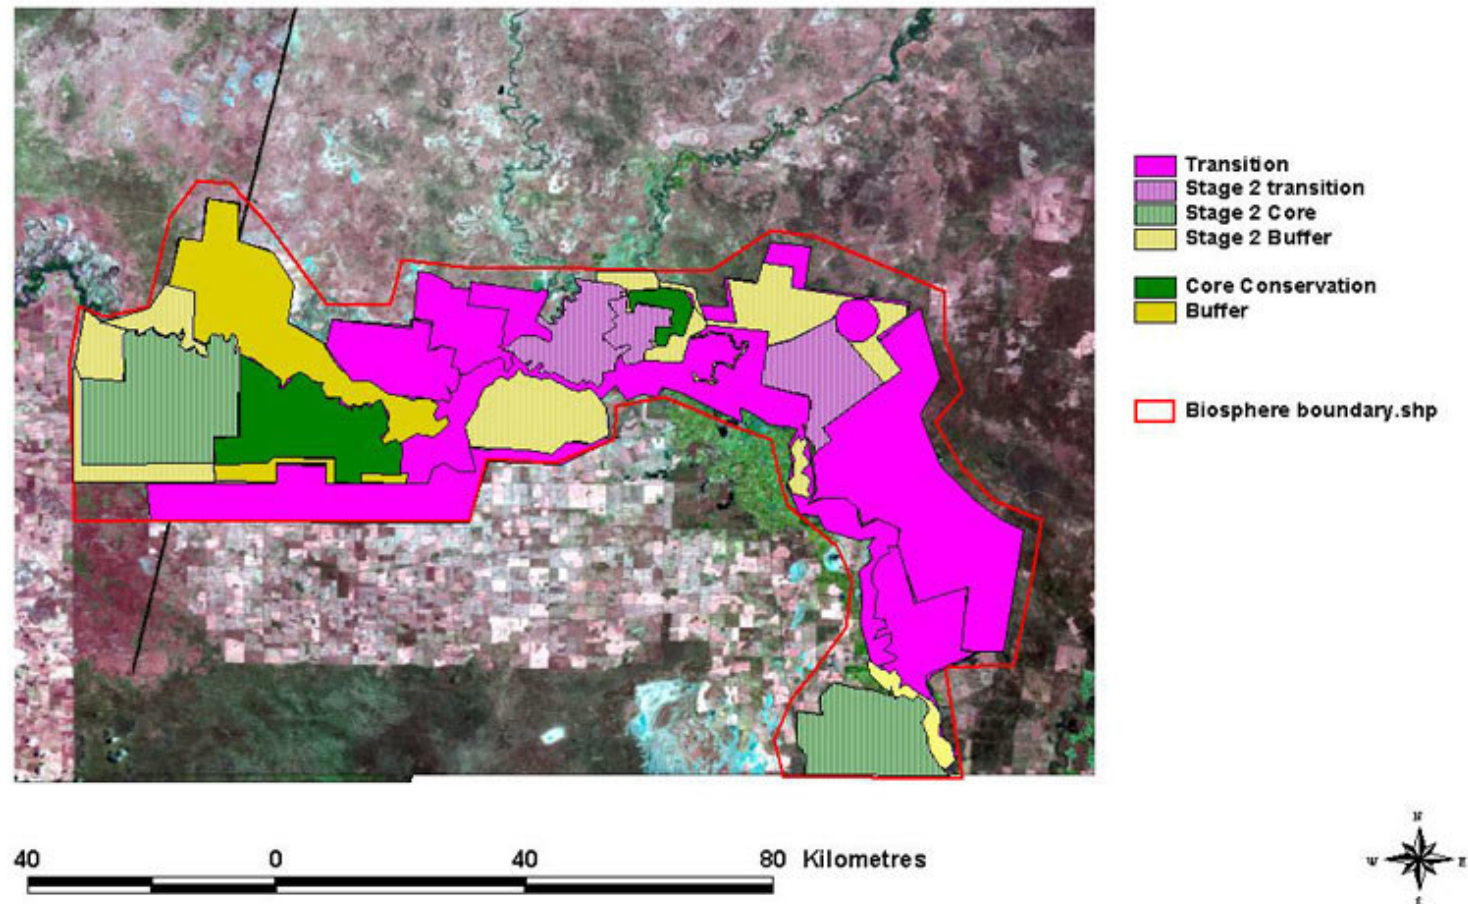 Transition
Stage 2 transition
Stage 2 Core
Stage 2 Buffer
Core Conservation
Buffer
Biosphere boundary.shp
40 0 40 80 Kilometres
N
W E